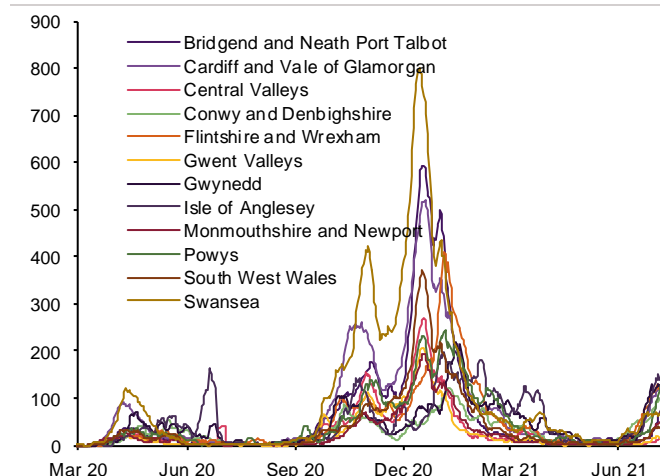 900
800
700
600
500
400
300
200
100
0
Bridgend and Neath Port Talbot
Cardiff and Vale of Glamorgan
Central Valleys
Conwy and Denbighshire
Flintshire and Wrexham
Gwent Valleys
Gwynedd
Isle of Anglesey
Monmouthshire and Newport
Powys
South West Wales
Swansea
Mar 20 Jun 20 Sep 20 Dec 20 Mar 21 Jun 21